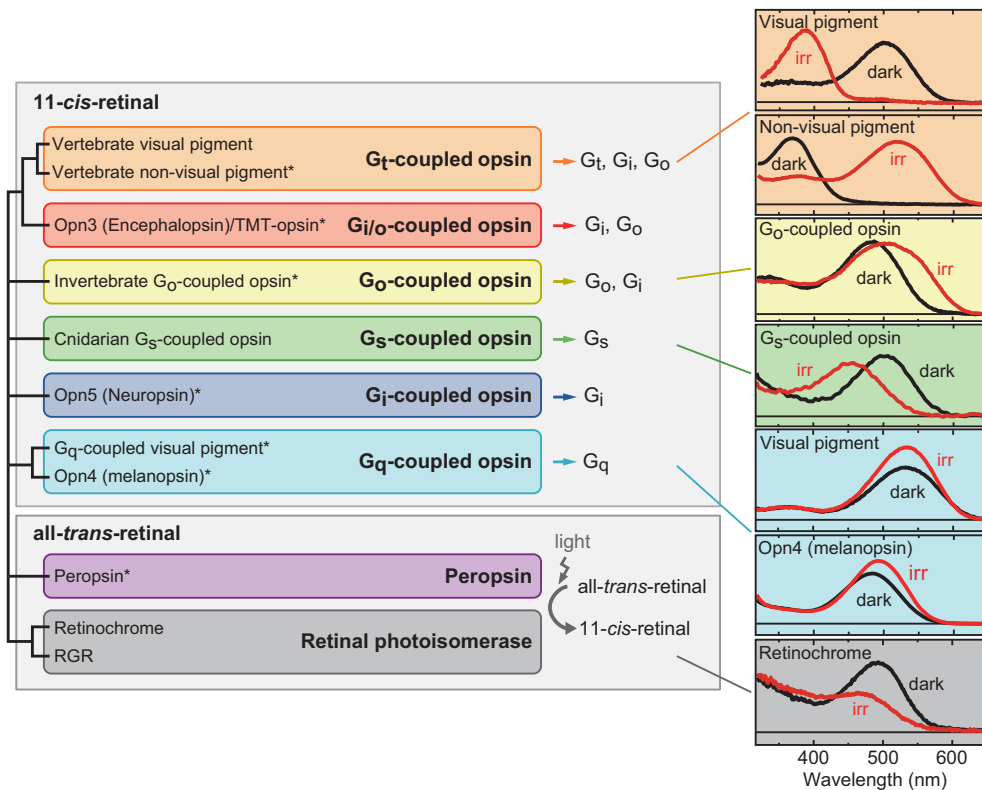 11-cis-retinal
Vertebrate visual pigment
Vertebrate non-visual pigment*
Gt-coupled opsin
Gt, Gi, Go
Opn3 (Encephalopsin)/TMT-opsin*
Gi/o-coupled opsin
Gi, Go
Invertebrate Go-coupled opsin*
Go-coupled opsin
Go, Gi
Cnidarian Gs-coupled opsin
Gs-coupled opsin
Gs
Opn5 (Neuropsin)*
Gi-coupled opsin
Gi
Gq-coupled visual pigment*
Opn4 (melanopsin)*
Gq-coupled opsin
Gq
all-trans-retinal
Peropsin*
Peropsin
Retinochrome
RGR
Retinal photoisomerase
light
all-trans-retinal
11-cis-retinal
Visual pigment
irr
dark
Non-visual pigment
dark
irr
Go-coupled opsin
dark
irr
Gs-coupled opsin
irr
dark
Visual pigment
irr
dark
Opn4 (melanopsin)
irr
dark
Retinochrome
dark
irr
400 500 600
Wavelength (nm)